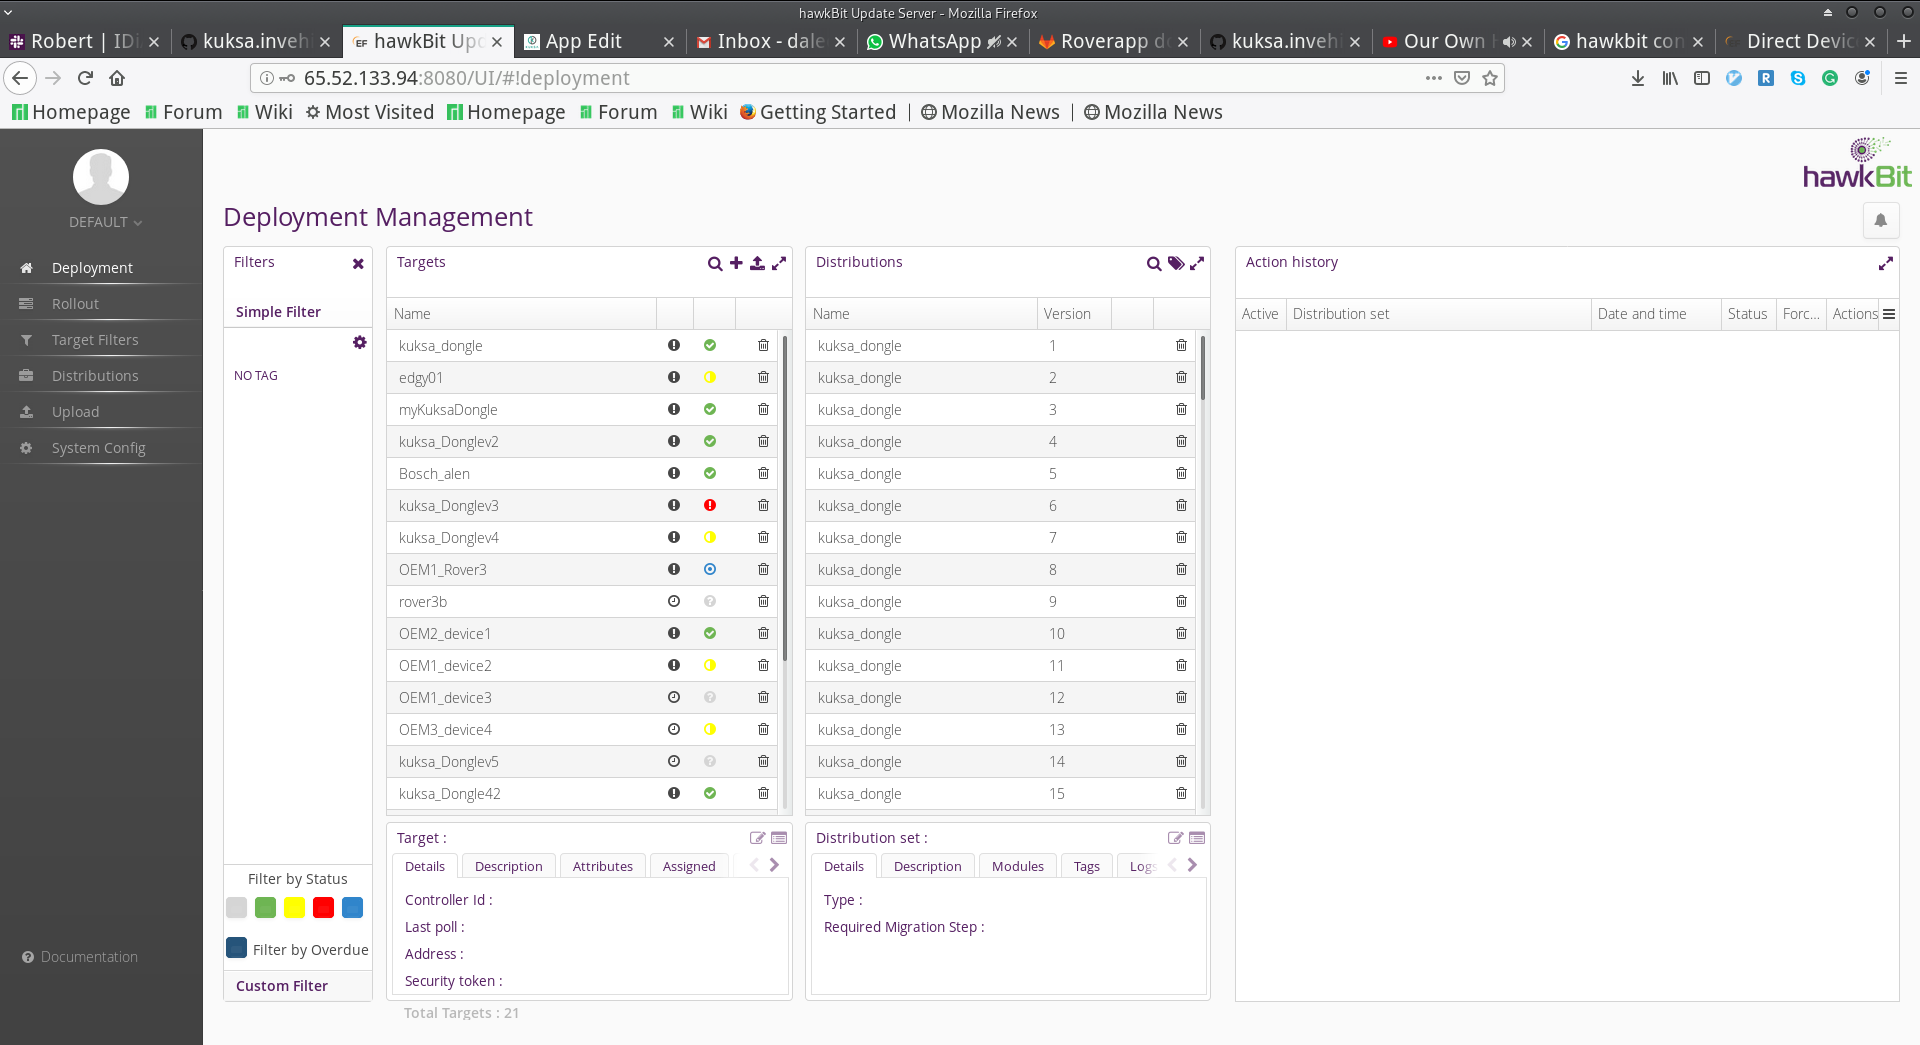 hawkBit Update Server - Mozilla Firefox
Robert | IDi
kuksa.invehi
EF hawkBit Upd
App Edit
Inbox - dale
WhatsApp
Roverapp do
kuksa.invehi
Our Own H
hawkbit con
Direct Devic
65.52.133.94:8080/UI/#!deployment
Homepage Forum Wiki Most Visited Homepage Forum Wiki Getting Started Mozilla News Mozilla News
hawkBit
DEFAULT
Deployment
Rollout
Target Filters
Distributions
Upload
System Config
Documentation
Deployment Management
Filters
Simple Filter
NO TAG
Filter by Status
Filter by Overdue
Custom Filter
Targets
Name
kuksa_dongle
edgy01
myKuksaDongle
kuksa_Donglev2
Bosch_alen
kuksa_Donglev3
kuksa_Donglev4
OEM1_Rover3
rover3b
OEM2_device1
OEM1_device2
OEM1_device3
OEM3_device4
kuksa_Donglev5
kuksa_Dongle42
Target :
Details Description Attributes Assigned
Controller Id :
Last poll :
Address :
Security token :
Total Targets : 21
Distributions
Name Version
kuksa_dongle 1
kuksa_dongle 2
kuksa_dongle 3
kuksa_dongle 4
kuksa_dongle 5
kuksa_dongle 6
kuksa_dongle 7
kuksa_dongle 8
kuksa_dongle 9
kuksa_dongle 10
kuksa_dongle 11
kuksa_dongle 12
kuksa_dongle 13
kuksa_dongle 14
kuksa_dongle 15
Distribution set :
Details Description Modules Tags Logs
Type :
Required Migration Step :
Action history
Active Distribution set Date and time Status Forc... Actions